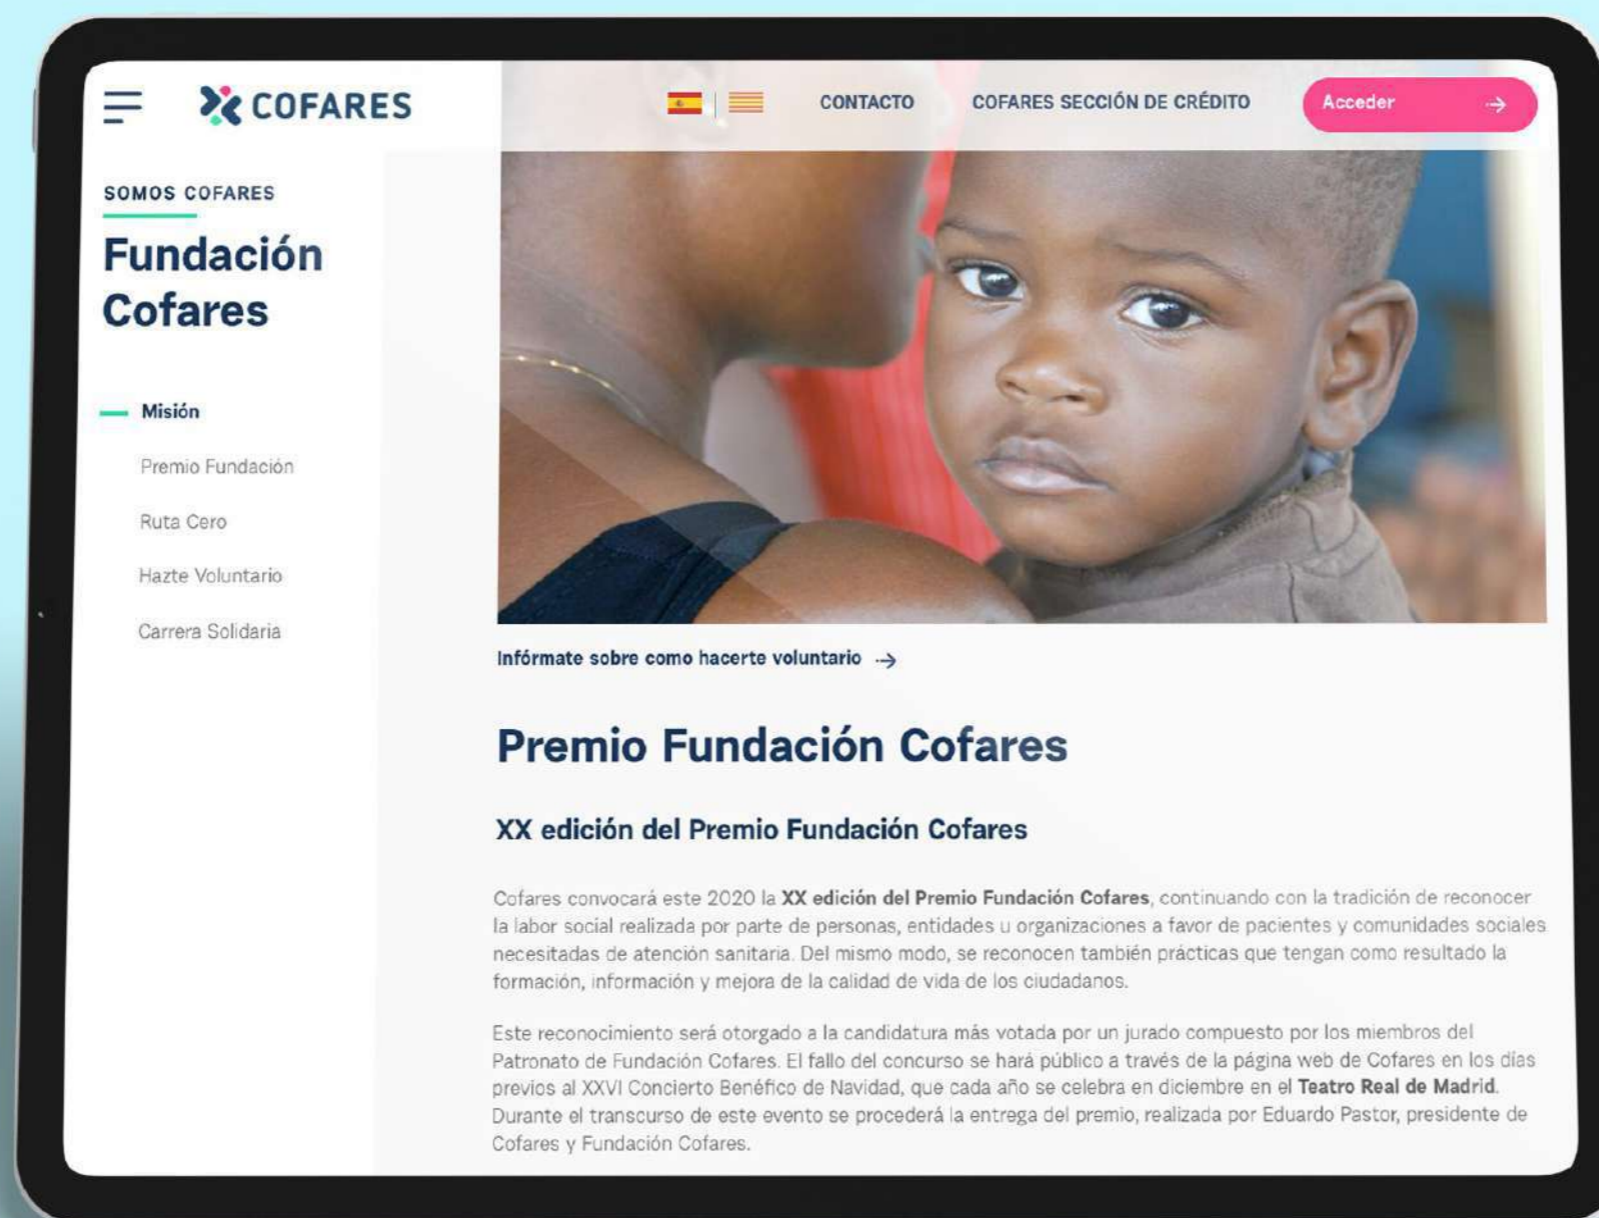 COFARES
CONTACTO
COFARES SECCIÓN DE CRÉDITO
Acceder
SOMOS COFARES
Fundación
Cofares
Misión
Premio Fundación
Ruta Cero
Hazte Voluntario
Carrera Solidaria
Infórmate sobre como hacerte voluntario
Premio Fundación Cofares
XX edición del Premio Fundación Cofares
Cofares convocará este 2020 la XX edición del Premio Fundación Cofares, continuando con la tradición de reconocer
la labor social realizada por parte de personas, entidades u organizaciones a favor de pacientes y comunidades sociales
necesitadas de atención sanitaria. Del mismo modo, se reconocen también prácticas que tengan como resultado la
formación, información y mejora de la calidad de vida de los ciudadanos.
Este reconocimiento será otorgado a la candidatura más votada por un jurado compuesto por los miembros del
Patronato de Fundación Cofares. El fallo del concurso se hará público a través de la página web de Cofares en los días
previos al XXVI Concierto Benéfico de Navidad, que cada año se celebra en diciembre en el Teatro Real de Madrid.
Durante el transcurso de este evento se procederá la entrega del premio, realizada por Eduardo Pastor, presidente de
Cofares y Fundación Cofares.